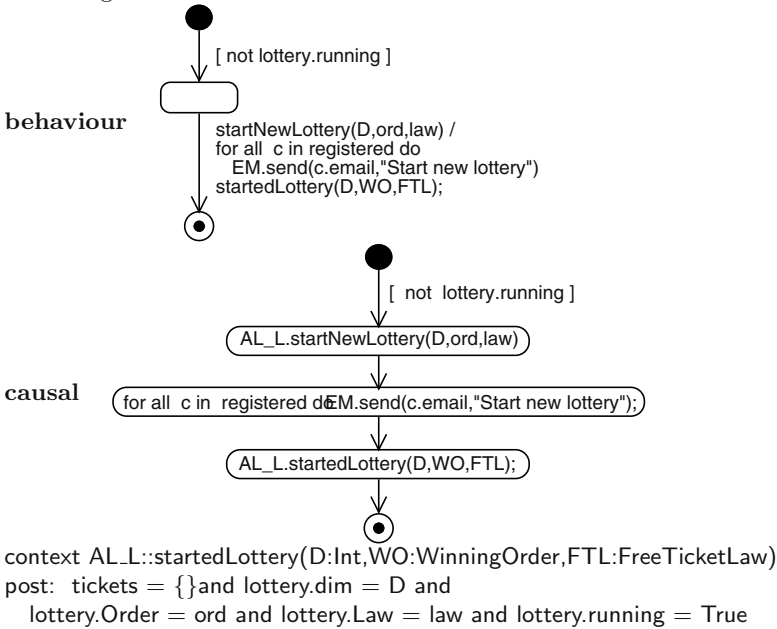 [ not lottery.running ]
behaviour
startNewLottery(D,ord,law) /
for all c in registered do
EM.send(c.email,"Start new lottery")
startedLottery(D,WO,FTL);
[ not lottery.running ]
AL_L.startNewLottery(D,ord,law)
causal
for all c in registered doEM.send(c.email,"Start new lottery");
AL_L.startedLottery(D,WO,FTL);
context AL_L::startedLottery(D:Int,WO:WinningOrder,FTL:FreeTicketLaw)
post: tickets = {}and lottery.dim = D and
lottery.Order = ord and lottery.Law = law and lottery.running = True